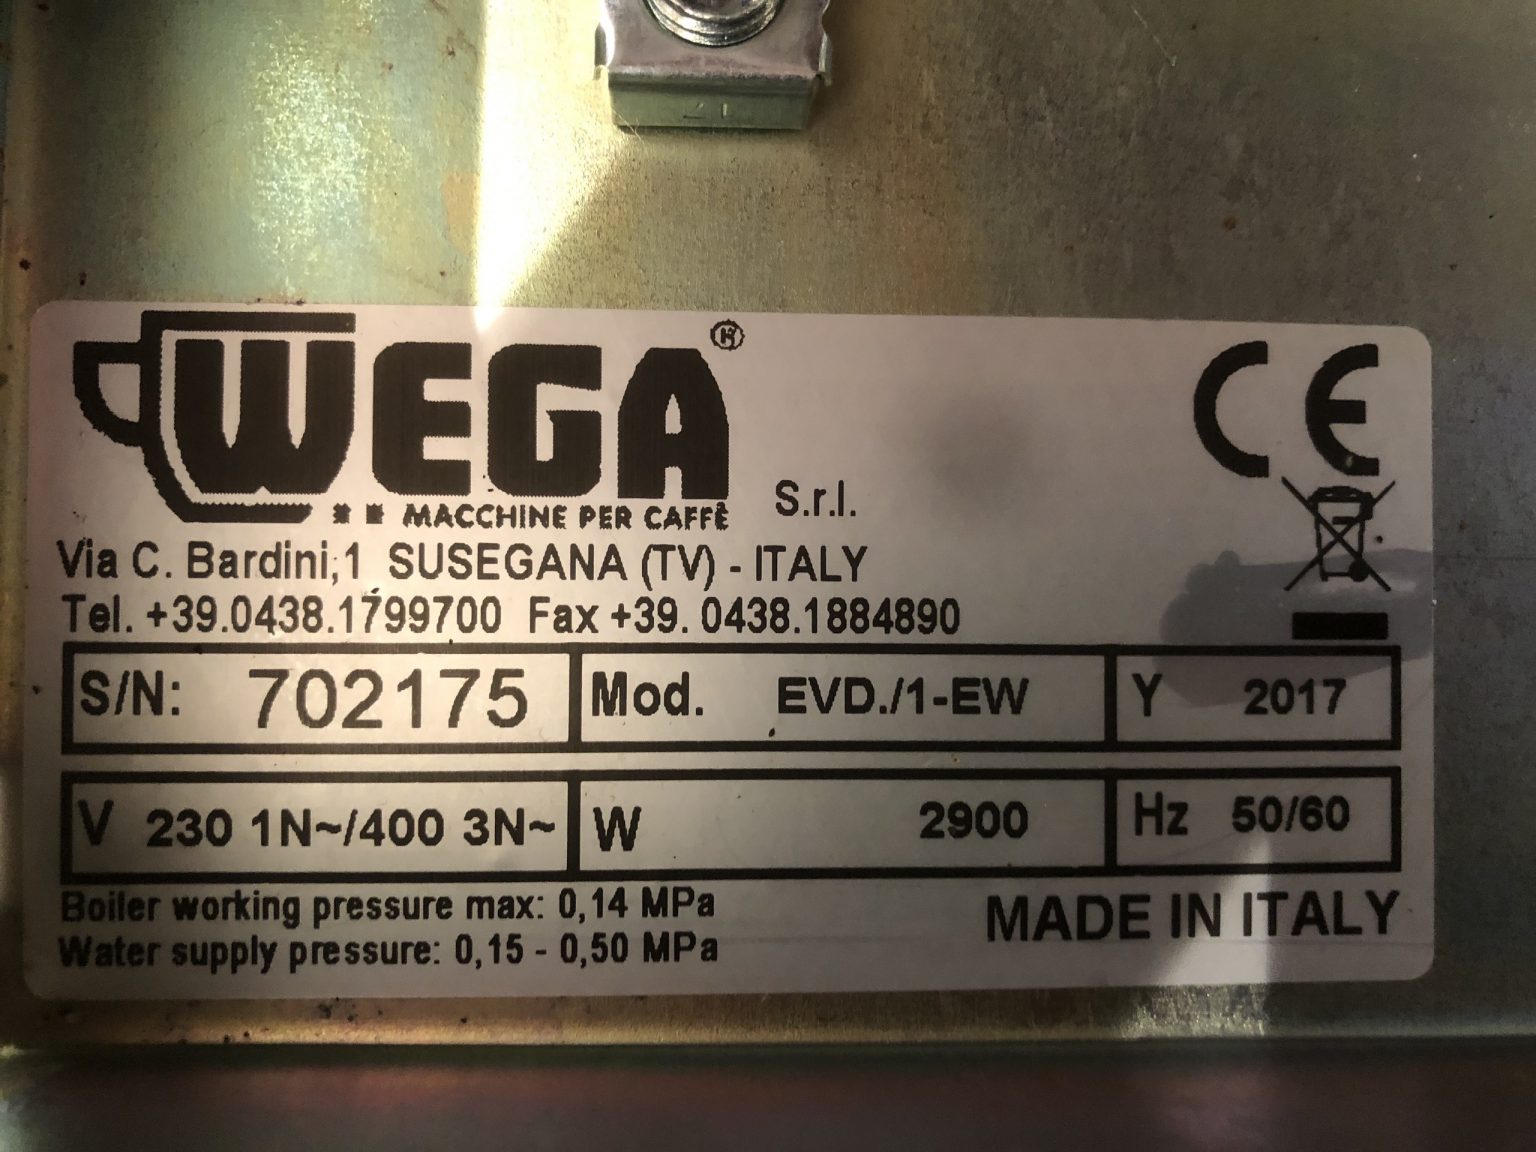 WEGA®
MACCHINE PER CAFFÈ S.r.l.
Via C. Bardini;1 SUSEGANA (TV) - ITALY
Tel. +39.0438.1799700 Fax +39. 0438.1884890
S/N: 702175 Mod. EVD./1-EW Y 2017
V 230 1N~/400 3N~ W 2900 Hz 50/60
Boiler working pressure max: 0,14 MPa
Water supply pressure: 0,15 - 0,50 MPa
MADE IN ITALY
CE